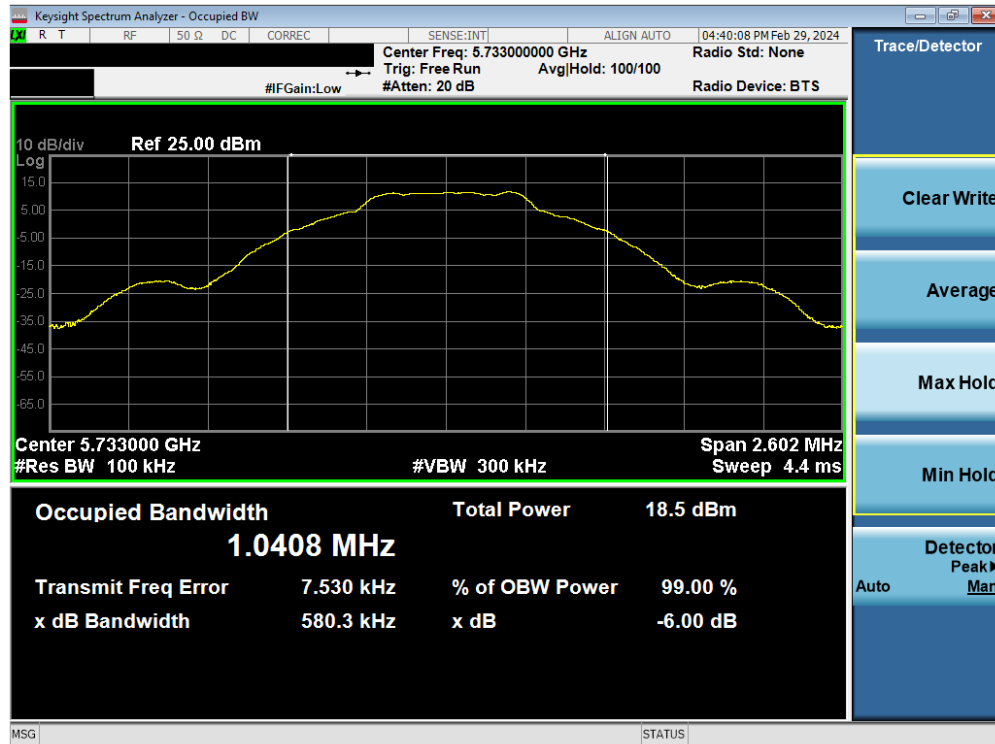 Keysight Spectrum Analyzer - Occupied BW
LXI R T RF 50 Ω DC CORREC SENSE:INT ALIGN AUTO 04:40:08 PM Feb 29, 2024
Center Freq: 5.733000000 GHz Radio Std: None
Trig: Free Run Avg|Hold: 100/100
#IFGain:Low #Atten: 20 dB Radio Device: BTS
Trace/Detector
10 dB/div Ref 25.00 dBm
Log
15.0
5.00
-5.00
-15.0
-25.0
-35.0
-45.0
-55.0
-65.0
Center 5.733000 GHz Span 2.602 MHz
#Res BW 100 kHz #VBW 300 kHz Sweep 4.4 ms
Occupied Bandwidth Total Power 18.5 dBm
1.0408 MHz
Transmit Freq Error 7.530 kHz % of OBW Power 99.00 %
x dB Bandwidth 580.3 kHz x dB -6.00 dB
Clear Write
Average
Max Hold
Min Hold
Detector
Peak
Auto Man
MSG STATUS